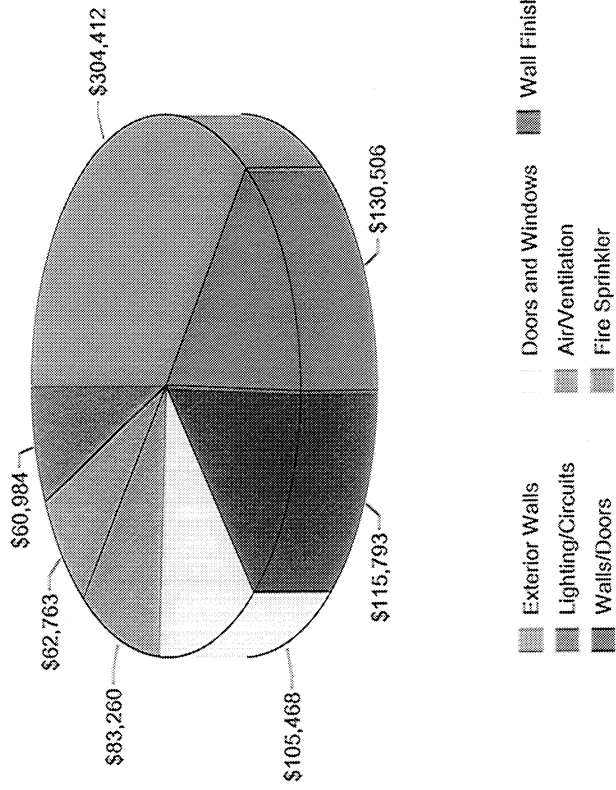 $60,984
$62,763
$304,412
$83,260
$105,468
$115,793
$130,506
Exterior Walls
Doors and Windows
Wall Finish
Lighting/Circuits
Air/Ventilation
Walls/Doors
Fire Sprinkler